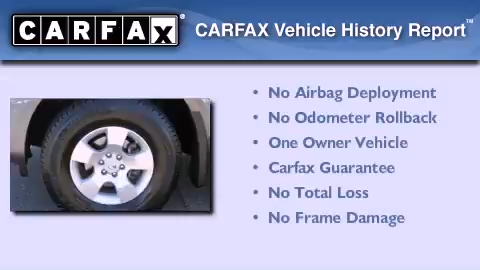 CARFAX® CARFAX Vehicle History Report™
• No Airbag Deployment
• No Odometer Rollback
• One Owner Vehicle
• Carfax Guarantee
• No Total Loss
• No Frame Damage